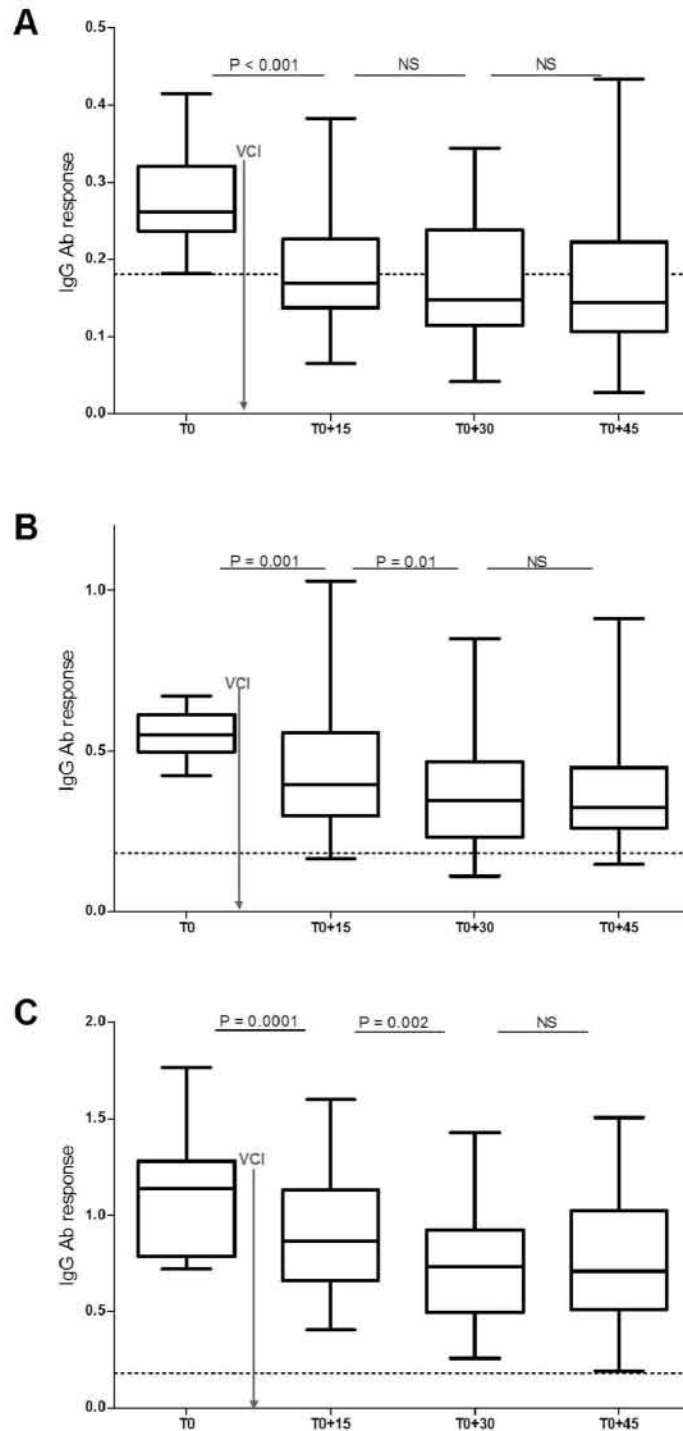 A
0.5
P < 0.001 NS NS
0.4
VCI
0.3
IgG Ab response
0.2
0.1
0.0
T0 T0+15 T0+30 T0+45
B
P = 0.001 P = 0.01 NS
1.0
VCI
IgG Ab response
0.5
0.0
T0 T0+15 T0+30 T0+45
C
2.0
P = 0.0001 P = 0.002 NS
1.5
VCI
IgG Ab response
1.0
0.5
0.0
T0 T0+15 T0+30 T0+45